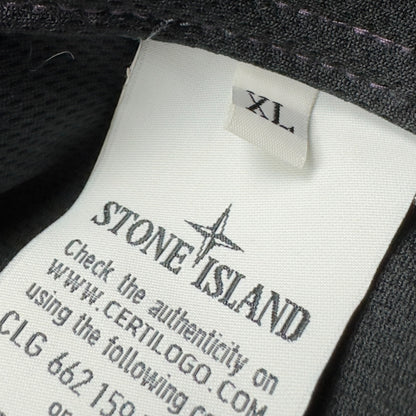 XL
STONE ISLAND
Check the authenticity on
WWW.CERTILOGO.COM
using the following
CLG 662 159